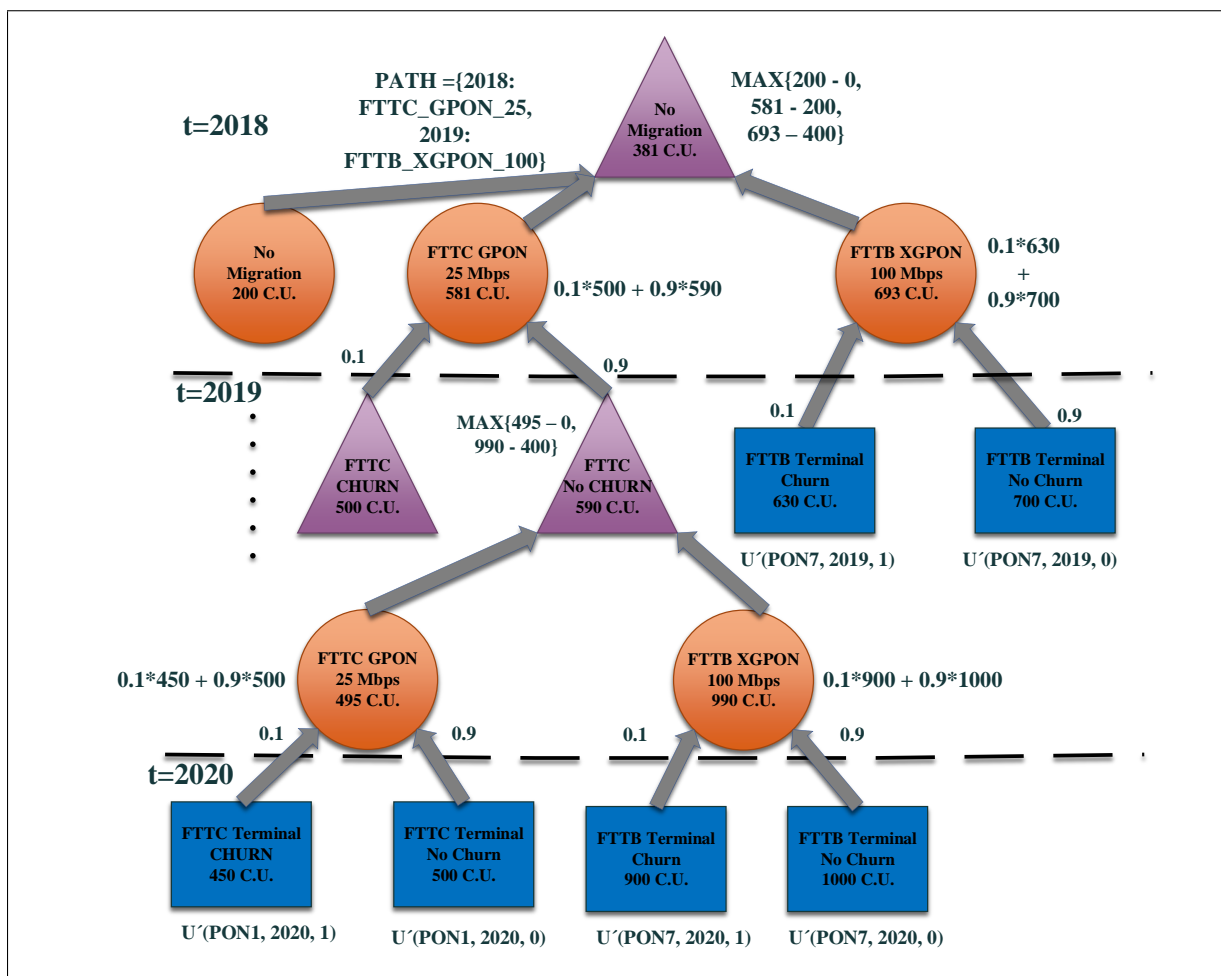 PATH ={2018:
FTTC_GPON_25,
2019:
FTTB_XGPON_100}
t=2018
No
Migration
381 C.U.
MAX{200 - 0,
581 - 200,
693 – 400}
No
Migration
200 C.U.
FTTC GPON
25 Mbps
581 C.U.
0.1*500 + 0.9*590
FTTB XGPON
100 Mbps
693 C.U.
0.1*630
+
0.9*700
0.1
0.9
t=2019
0.1
0.9
FTTC
CHURN
500 C.U.
MAX{495 – 0,
990 - 400}
FTTC
No CHURN
590 C.U.
FTTB Terminal
Churn
630 C.U.
FTTB Terminal
No Churn
700 C.U.
U´(PON7, 2019, 1)
U´(PON7, 2019, 0)
0.1*450 + 0.9*500
FTTC GPON
25 Mbps
495 C.U.
FTTB XGPON
100 Mbps
990 C.U.
0.1*900 + 0.9*1000
0.1
0.9
0.1
0.9
t=2020
FTTC Terminal
CHURN
450 C.U.
FTTC Terminal
No Churn
500 C.U.
FTTB Terminal
Churn
900 C.U.
FTTB Terminal
No Churn
1000 C.U.
U´(PON1, 2020, 1)
U´(PON1, 2020, 0)
U´(PON7, 2020, 1)
U´(PON7, 2020, 0)